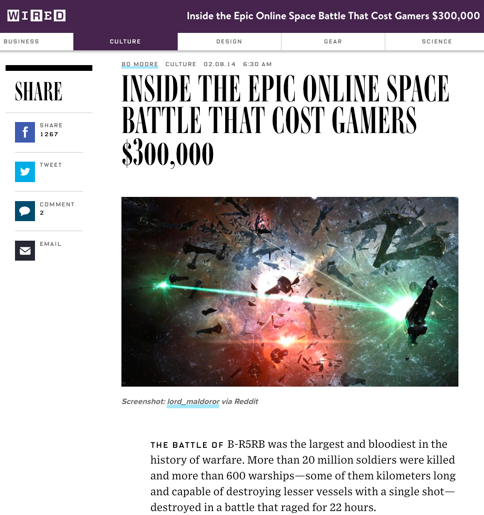 WIRED
Inside the Epic Online Space Battle That Cost Gamers $300,000
BUSINESS
CULTURE
DESIGN
GEAR
SCIENCE
SHARE
SHARE
1267
TWEET
COMMENT
2
EMAIL
BO MOORE CULTURE 02.08.14 6:30 AM
INSIDE THE EPIC ONLINE SPACE
BATTLE THAT COST GAMERS
$300,000
Screenshot: lord_maldoror via Reddit
THE BATTLE OF B-R5RB was the largest and bloodiest in the
history of warfare. More than 20 million soldiers were killed
and more than 600 warships—some of them kilometers long
and capable of destroying lesser vessels with a single shot—
destroyed in a battle that raged for 22 hours.